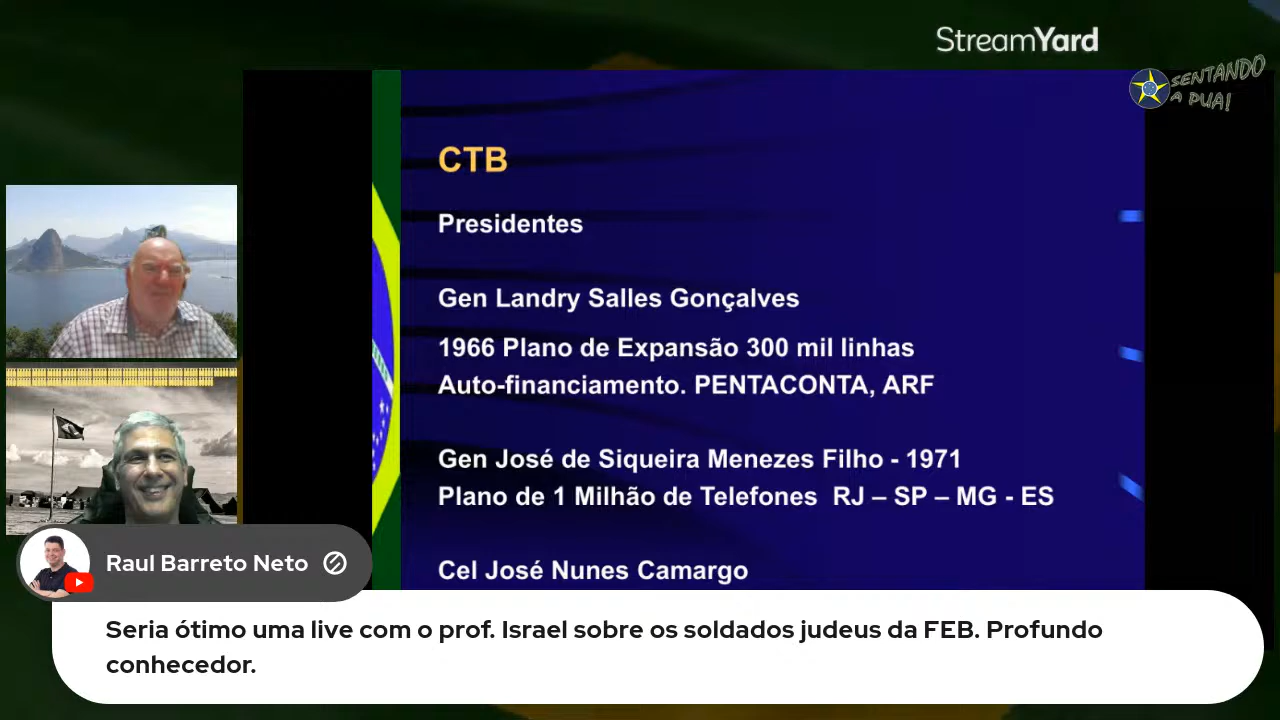 StreamYard
SENTANDO
A PUA!
CTB
Presidentes
Gen Landry Salles Gonçalves
1966 Plano de Expansão 300 mil linhas
Auto-financiamento. PENTACONTA, ARF
Gen José de Siqueira Menezes Filho - 1971
Plano de 1 Milhão de Telefones RJ – SP – MG - ES
Cel José Nunes Camargo
Raul Barreto Neto
Seria ótimo uma live com o prof. Israel sobre os soldados judeus da FEB. Profundo
conhecedor.